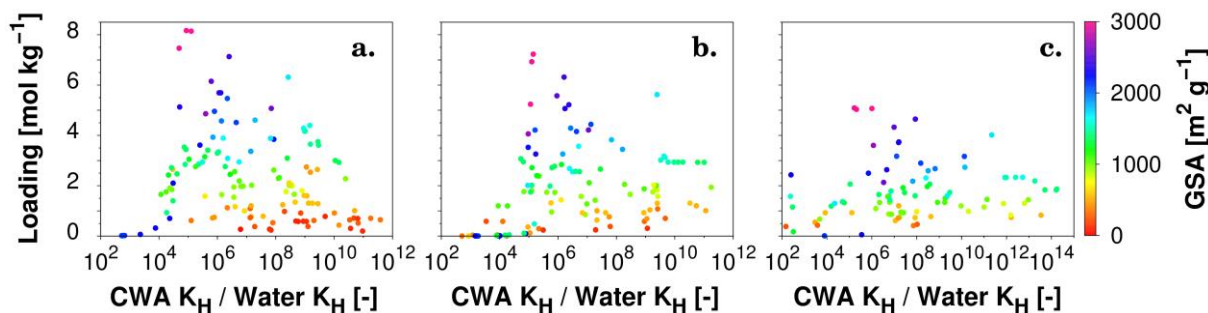 Loading [mol kg⁻¹]
8
6
4
2
0
a.
10² 10⁴ 10⁶ 10⁸ 10¹⁰ 10¹²
CWA K_H / Water K_H [-]
b.
10² 10⁴ 10⁶ 10⁸ 10¹⁰ 10¹²
CWA K_H / Water K_H [-]
c.
10² 10⁴ 10⁶ 10⁸ 10¹⁰ 10¹² 10¹⁴
CWA K_H / Water K_H [-]
3000
2000
1000
0
GSA [m² g⁻¹]